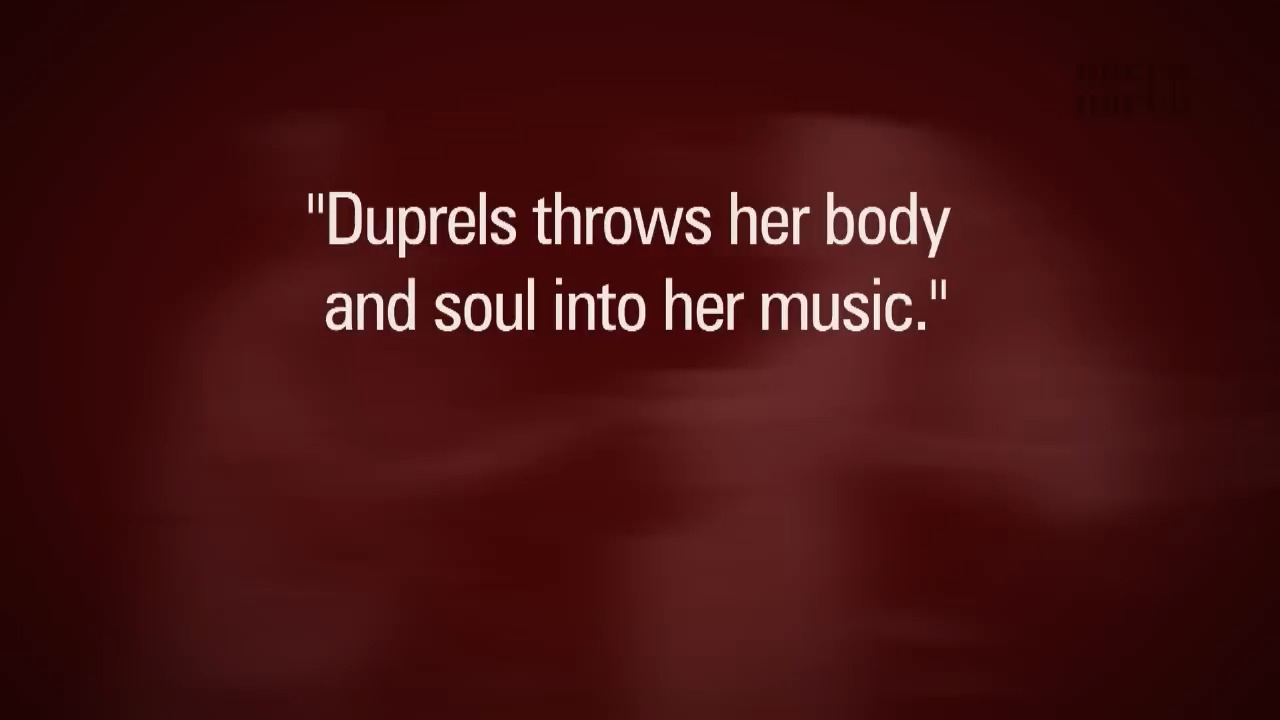 "Duprels throws her body
and soul into her music."